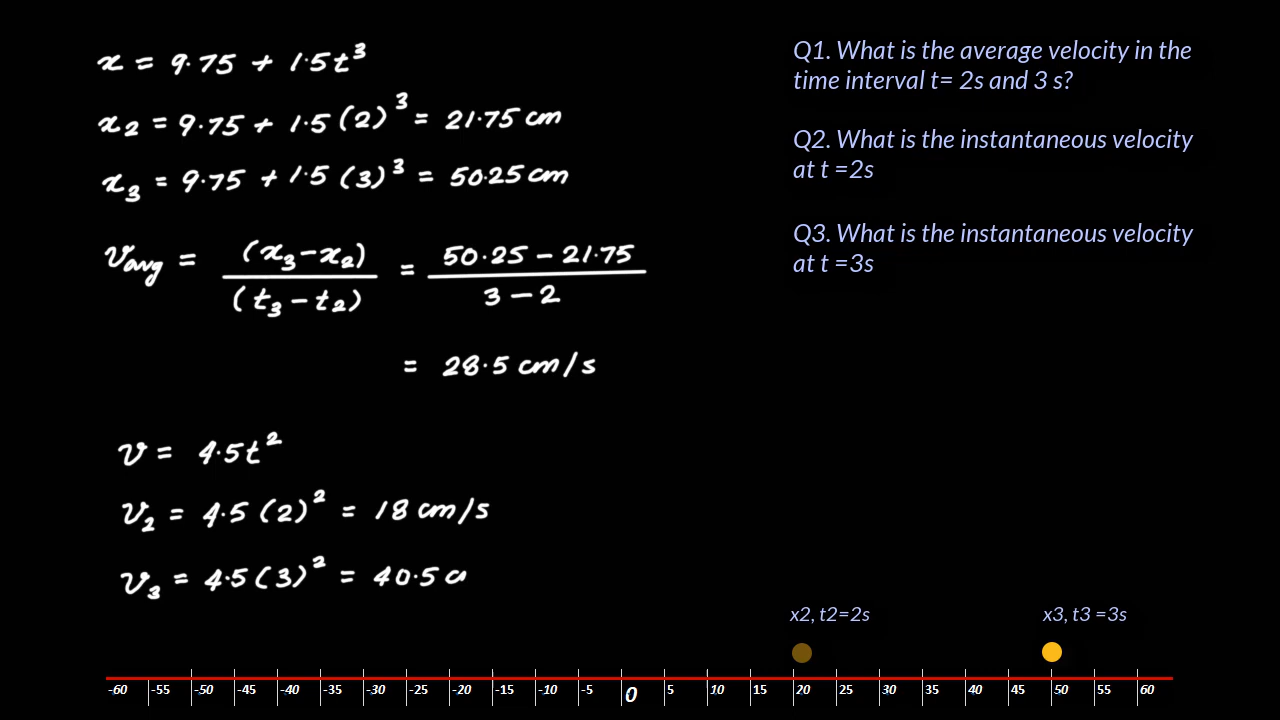 x = 9.75 + 1.5t³
x₂ = 9.75 + 1.5(2)³ = 21.75 cm
x₃ = 9.75 + 1.5(3)³ = 50.25 cm
v_avg = (x₃-x₂) / (t₃-t₂) = 50.25 - 21.75 / 3 - 2
= 28.5 cm/s
v = 4.5t²
v₂ = 4.5(2)² = 18 cm/s
v₃ = 4.5(3)² = 40.5 c
Q1. What is the average velocity in the
time interval t= 2s and 3 s?
Q2. What is the instantaneous velocity
at t =2s
Q3. What is the instantaneous velocity
at t =3s
x2, t2=2s x3, t3 =3s
-60 -55 -50 -45 -40 -35 -30 -25 -20 -15 -10 -5 0 5 10 15 20 25 30 35 40 45 50 55 60